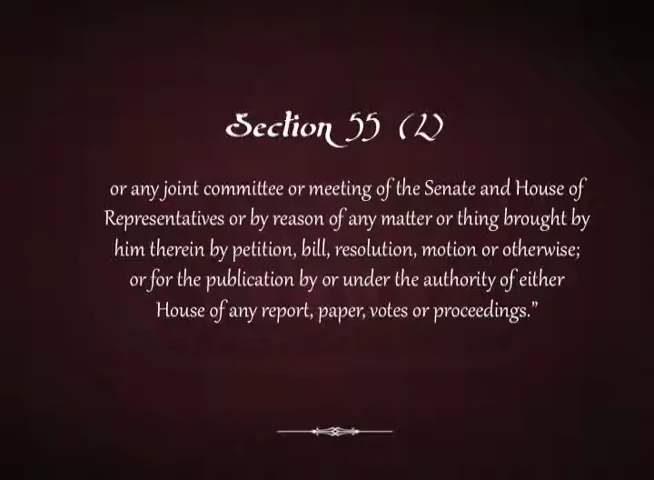 Section 55 (2)
or any joint committee or meeting of the Senate and House of
Representatives or by reason of any matter or thing brought by
him therein by petition, bill, resolution, motion or otherwise;
or for the publication by or under the authority of either
House of any report, paper, votes or proceedings.”